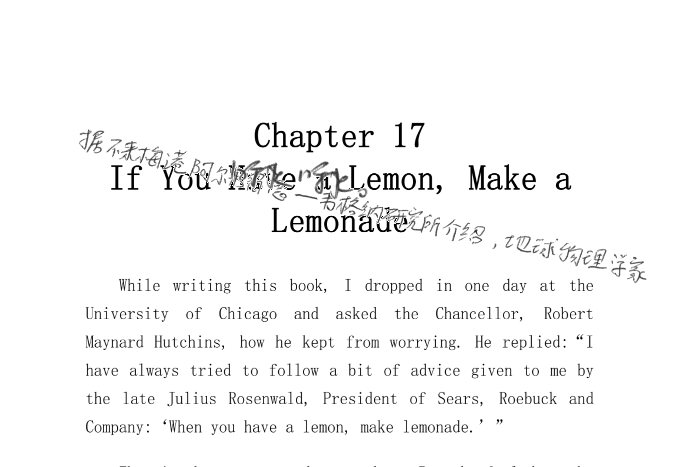 Chapter 17
If You Have a Lemon, Make a
Lemonade
据不来梅港阿尔弗雷德—韦格纳研究所介绍，地球物理学家
While writing this book, I dropped in one day at the
University of Chicago and asked the Chancellor, Robert
Maynard Hutchins, how he kept from worrying. He replied:“I
have always tried to follow a bit of advice given to me by
the late Julius Rosenwald, President of Sears, Roebuck and
Company:‘When you have a lemon, make lemonade.’”